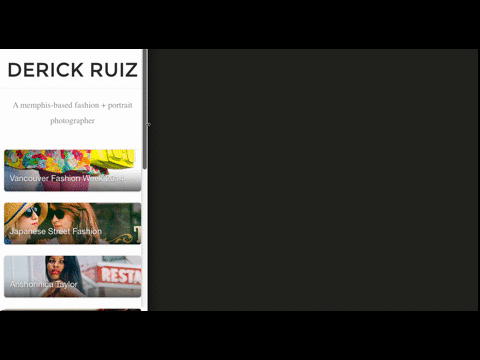 DERICK RUIZ
A memphis-based fashion + portrait
photographer
Vancouver Fashion Week 2014
Japanese Street Fashion
Anshonnica Taylor
RESTA